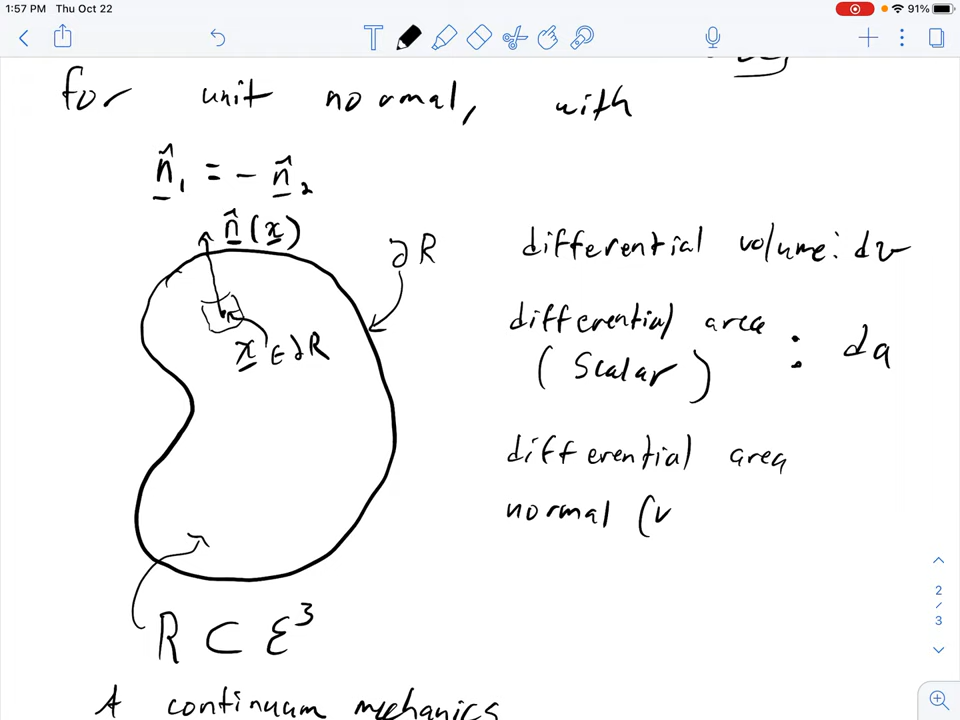 1:57 PM Thu Oct 22
91%
for unit normal, with
n̂₁ = - n̂₂
n̂(x)
∂R
x ∈ ∂R
R ⊂ ℰ³
differential volume: dv
differential area
(Scalar) : da
differential area
normal (v
2
/
3
A continuum mechanics